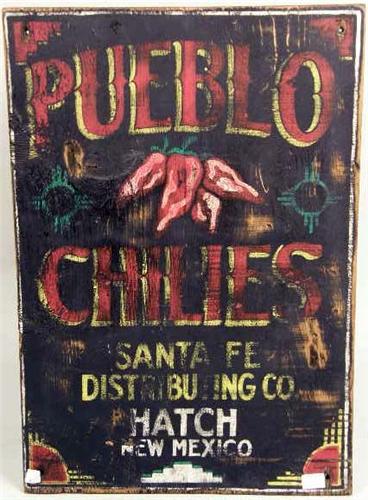 PUEBLO
CHILIES
SANTA FE
DISTRIBUTING CO.
HATCH
NEW MEXICO